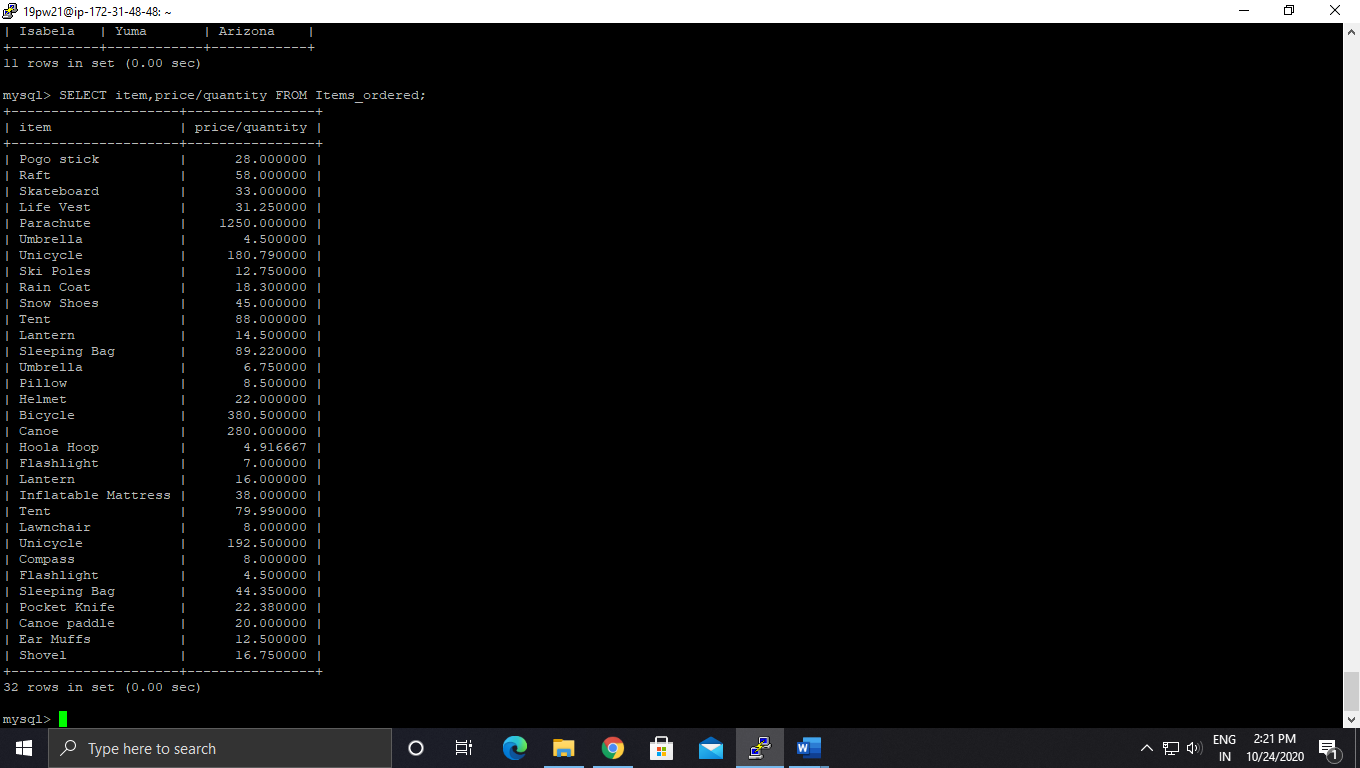 19pw21@ip-172-31-48-48: ~
| Isabela   | Yuma       | Arizona    |
+-----------+------------+------------+
11 rows in set (0.00 sec)
mysql> SELECT item,price/quantity FROM Items_ordered;
+---------------------+----------------+
| item                | price/quantity |
+---------------------+----------------+
| Pogo stick          |      28.000000 |
| Raft                |      58.000000 |
| Skateboard          |      33.000000 |
| Life Vest           |      31.250000 |
| Parachute           |    1250.000000 |
| Umbrella            |       4.500000 |
| Unicycle            |     180.790000 |
| Ski Poles           |      12.750000 |
| Rain Coat           |      18.300000 |
| Snow Shoes          |      45.000000 |
| Tent                |      88.000000 |
| Lantern             |      14.500000 |
| Sleeping Bag        |      89.220000 |
| Umbrella            |       6.750000 |
| Pillow              |       8.500000 |
| Helmet              |      22.000000 |
| Bicycle             |     380.500000 |
| Canoe               |     280.000000 |
| Hoola Hoop          |       4.916667 |
| Flashlight          |       7.000000 |
| Lantern             |      16.000000 |
| Inflatable Mattress |      38.000000 |
| Tent                |      79.990000 |
| Lawnchair           |       8.000000 |
| Unicycle            |     192.500000 |
| Compass             |       8.000000 |
| Flashlight          |       4.500000 |
| Sleeping Bag        |      44.350000 |
| Pocket Knife        |      22.380000 |
| Canoe paddle        |      20.000000 |
| Ear Muffs           |      12.500000 |
| Shovel              |      16.750000 |
+---------------------+----------------+
32 rows in set (0.00 sec)
mysql>
Type here to search
W
ENG
IN
2:21 PM
10/24/2020
1